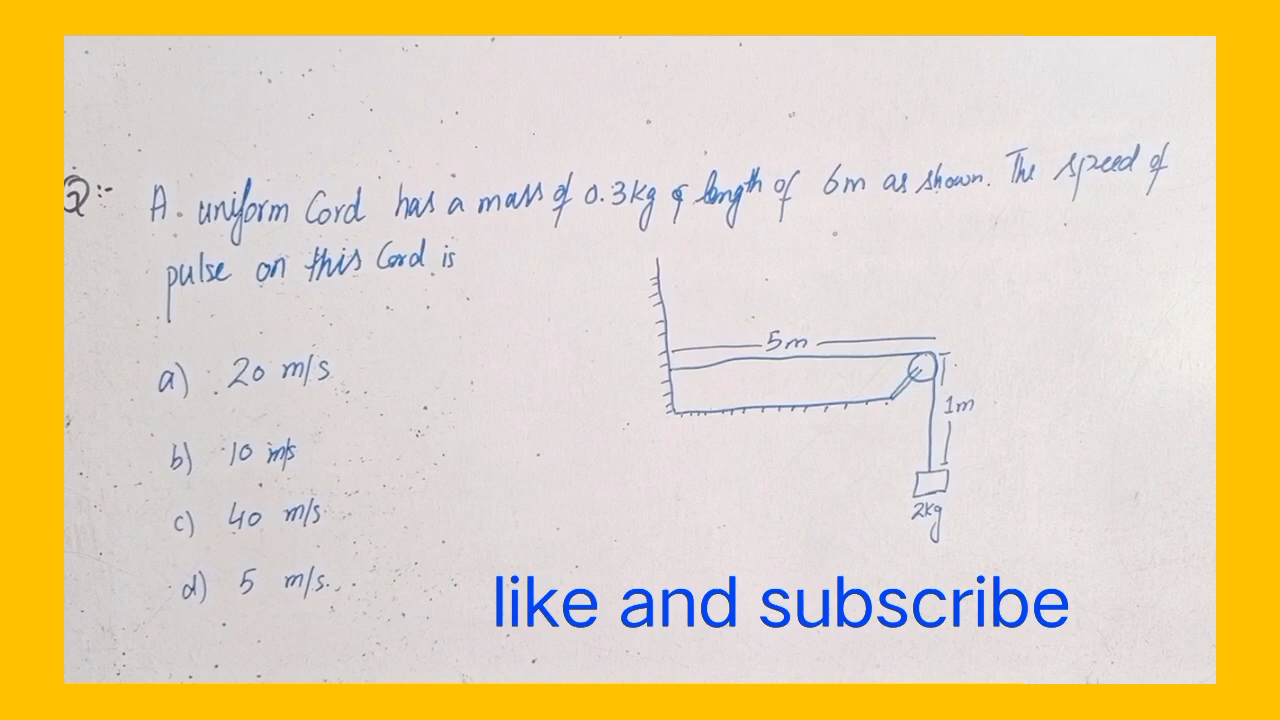 Q:- A uniform Cord has a mass of 0.3kg & length of 6m as shown. The speed of
pulse on this Cord is
5m
a) 20 m/s
1m
b) 10 m/s
c) 40 m/s
2kg
d) 5 m/s.
like and subscribe